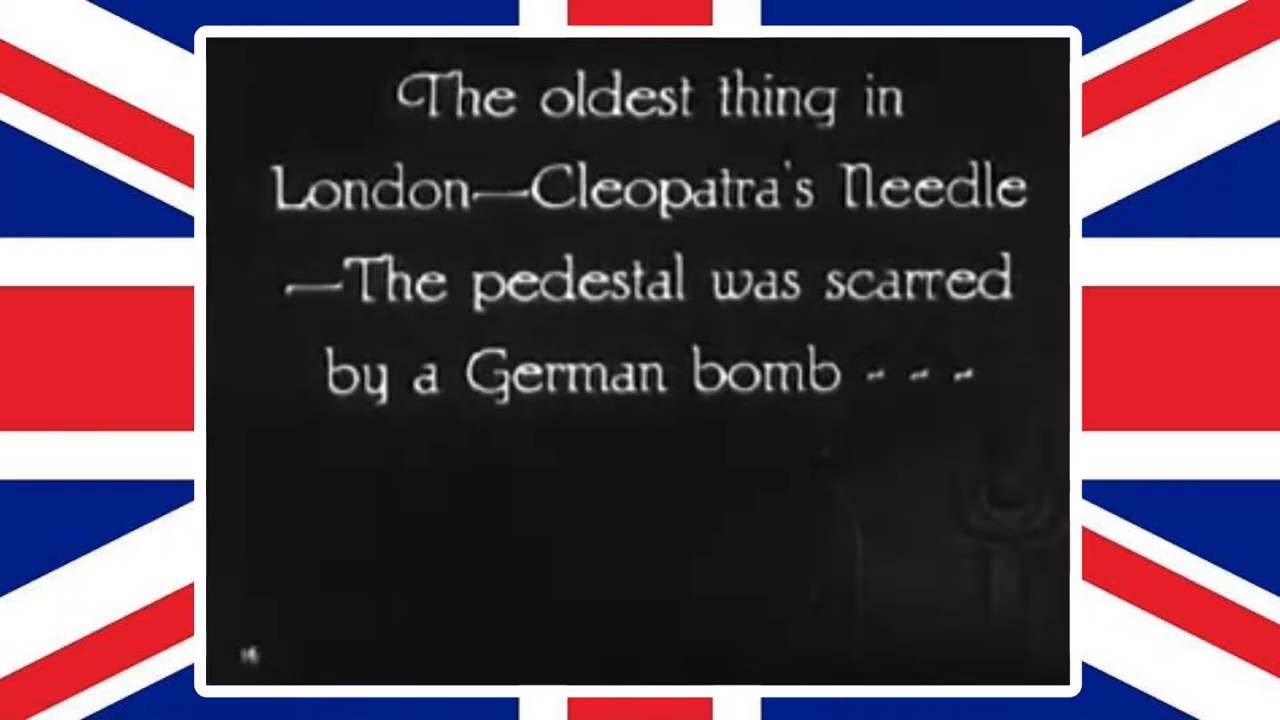 The oldest thing in
London—Cleopatra's Needle
—The pedestal was scarred
by a German bomb - - -